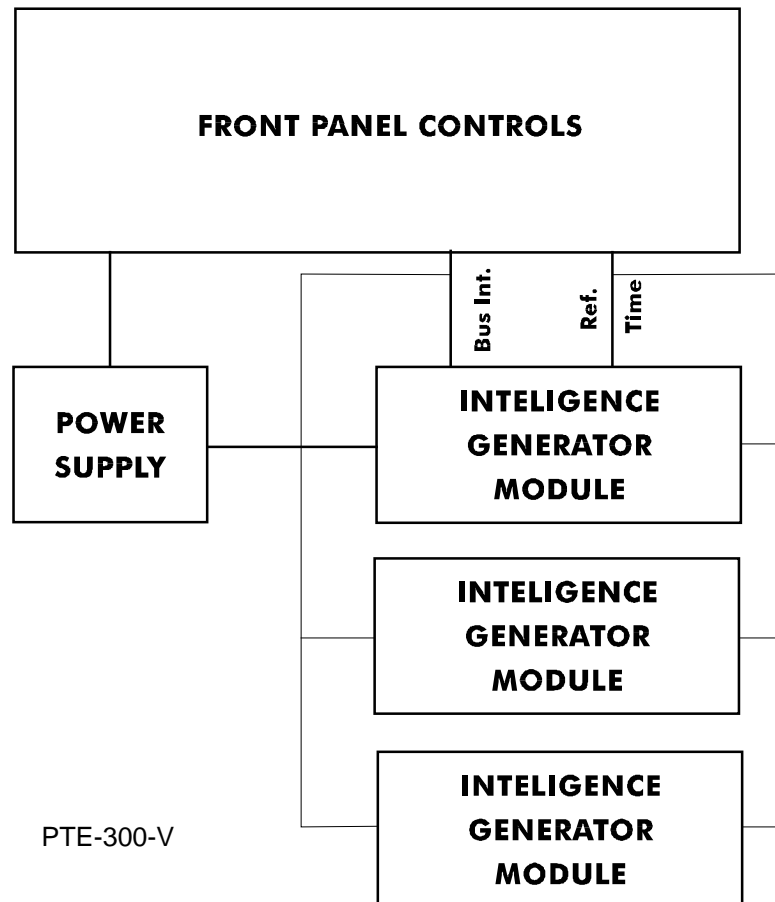 FRONT PANEL CONTROLS
Bus Int.
Ref.
Time
POWER
SUPPLY
INTELIGENCE
GENERATOR
MODULE
INTELIGENCE
GENERATOR
MODULE
INTELIGENCE
GENERATOR
MODULE
PTE-300-V